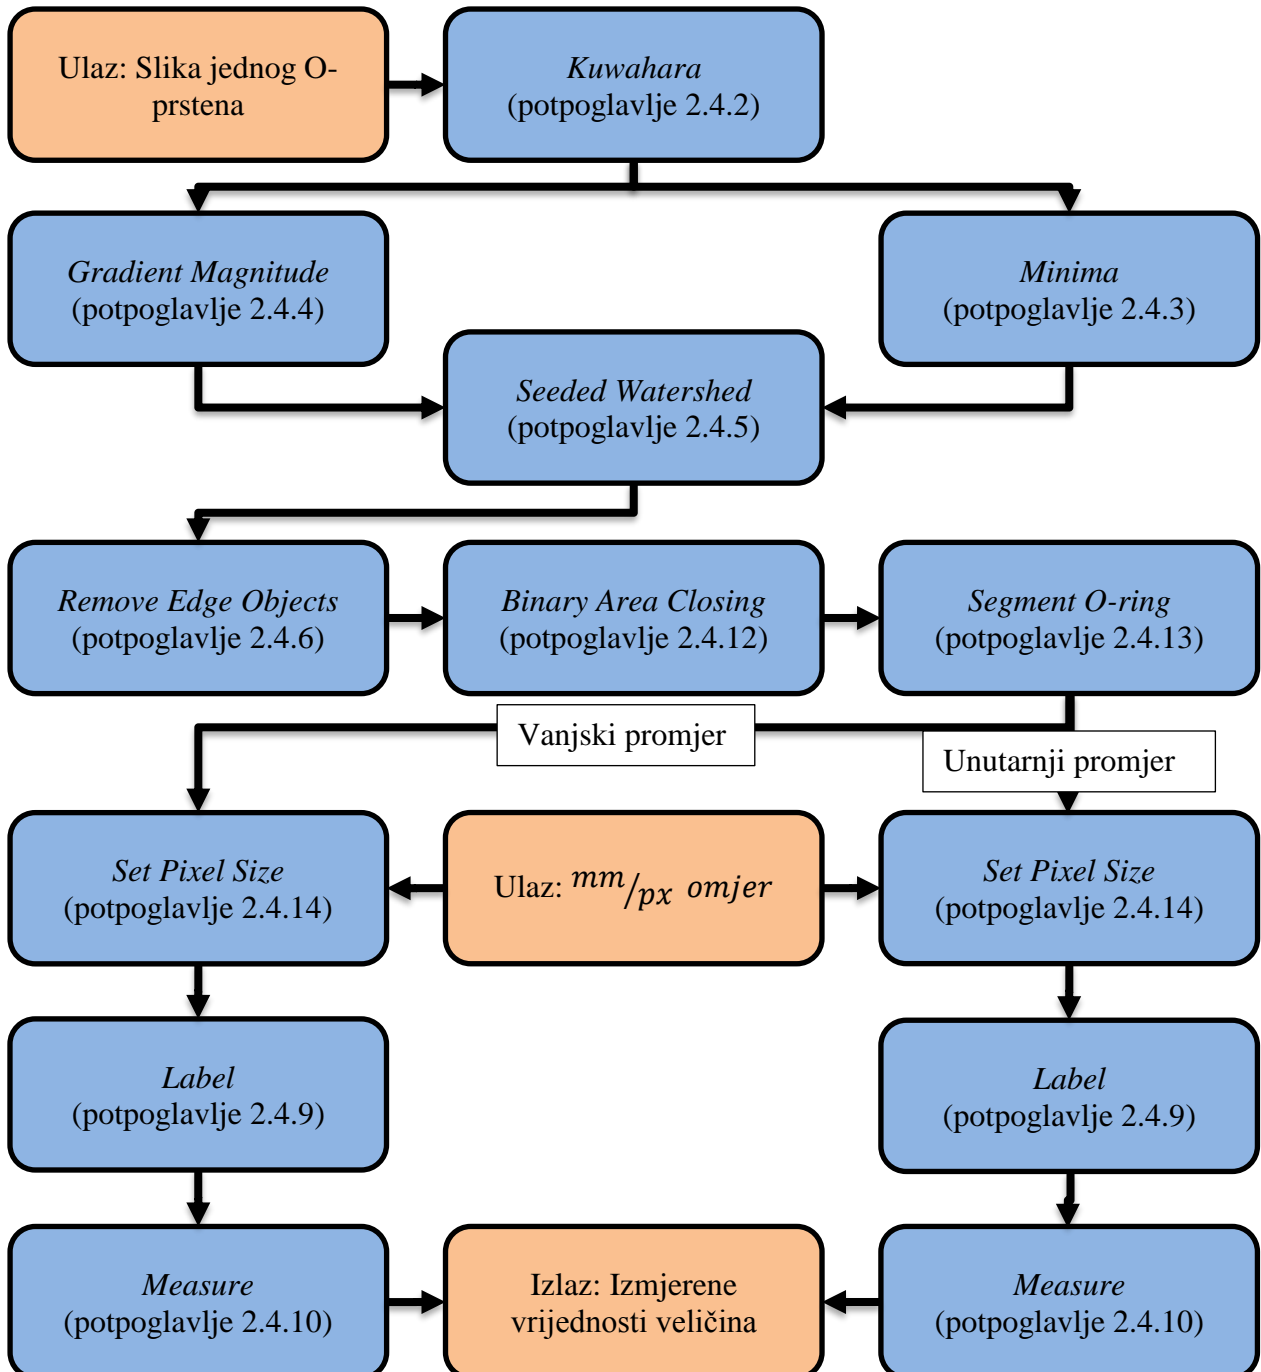 Ulaz: Slika jednog O-
prstena
Kuwahara
(potpoglavlje 2.4.2)
Gradient Magnitude
(potpoglavlje 2.4.4)
Minima
(potpoglavlje 2.4.3)
Seeded Watershed
(potpoglavlje 2.4.5)
Remove Edge Objects
(potpoglavlje 2.4.6)
Binary Area Closing
(potpoglavlje 2.4.12)
Segment O-ring
(potpoglavlje 2.4.13)
Vanjski promjer
Unutarnji promjer
Set Pixel Size
(potpoglavlje 2.4.14)
Ulaz: mm/px omjer
Set Pixel Size
(potpoglavlje 2.4.14)
Label
(potpoglavlje 2.4.9)
Label
(potpoglavlje 2.4.9)
Measure
(potpoglavlje 2.4.10)
Izlaz: Izmjerene
vrijednosti veličina
Measure
(potpoglavlje 2.4.10)